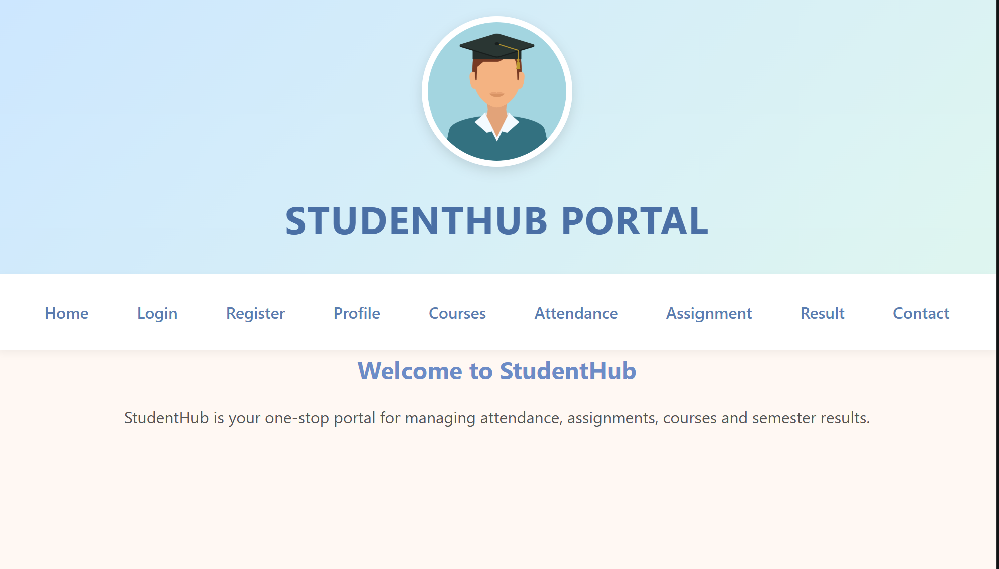 STUDENTHUB PORTAL
Home Login Register Profile Courses Attendance Assignment Result Contact
Welcome to StudentHub
StudentHub is your one-stop portal for managing attendance, assignments, courses and semester results.